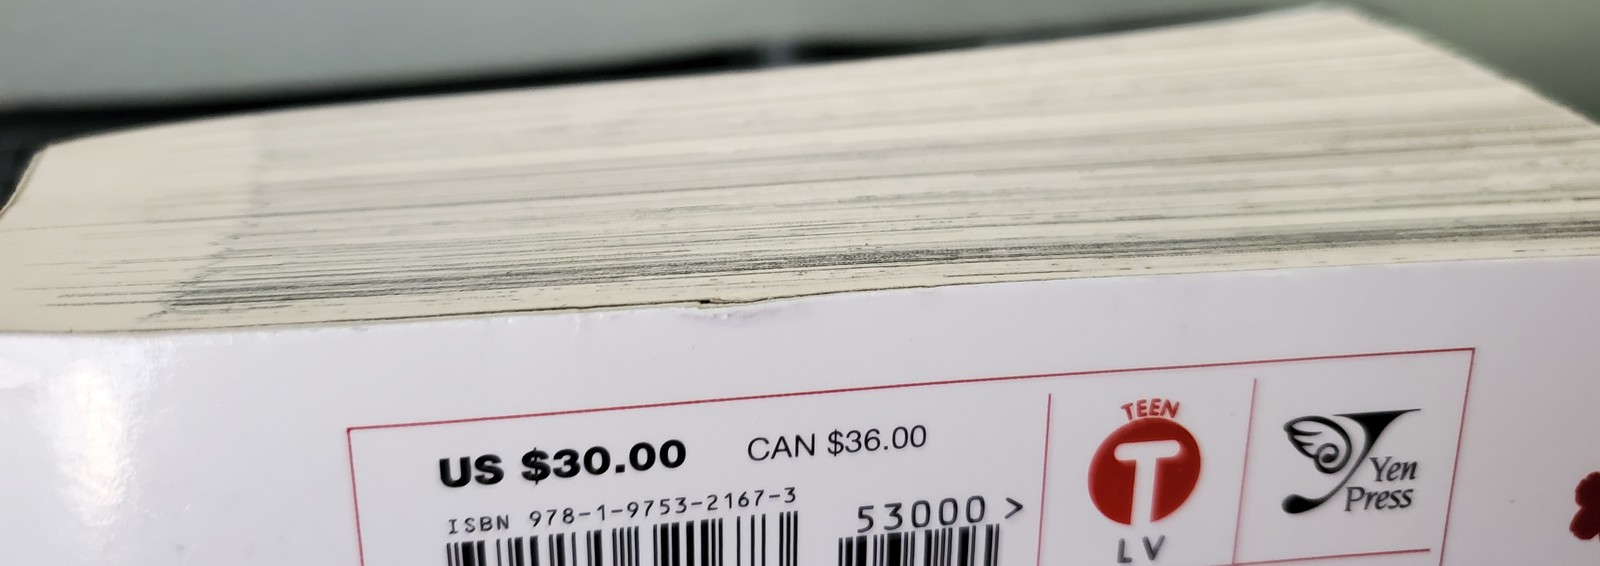 US $30.00 CAN $36.00
ISBN 978-1-9753-2167-3
53000 >
TEEN
T
LV
Yen
Press